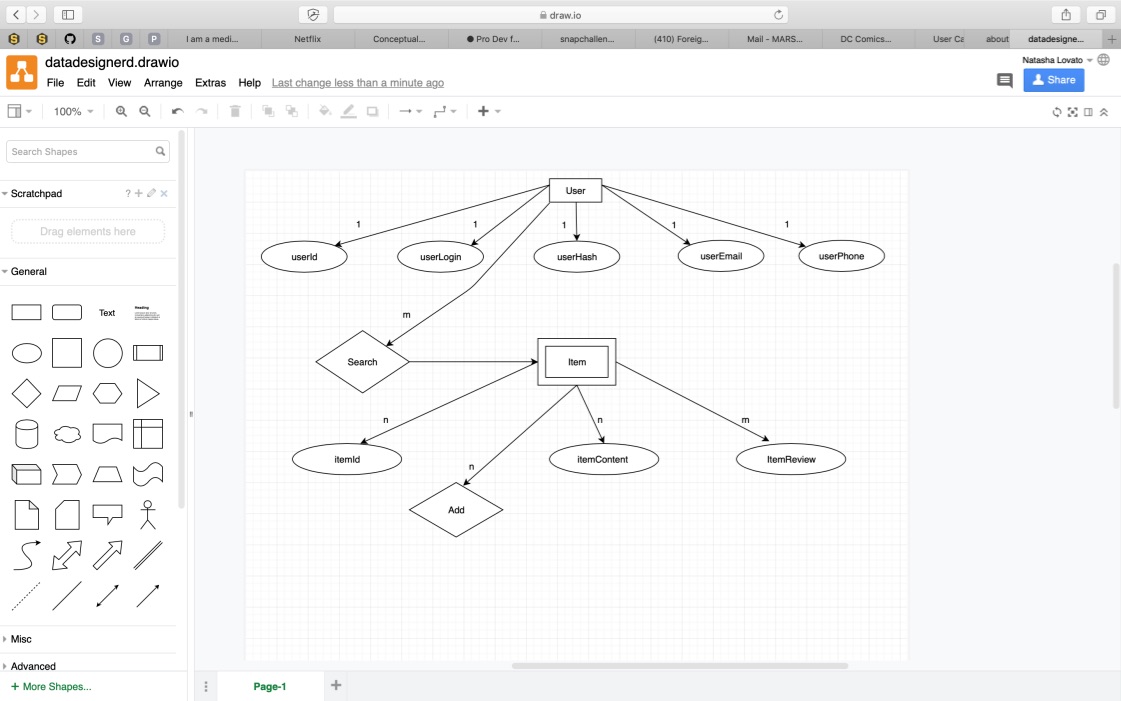 draw.io
S
S
S
G
P
I am a medi...
Netflix
Conceptual...
Pro Dev f...
snapchallen...
(410) Foreig...
Mail - MARS...
DC Comics...
User Ca
about
datadesigne...
datadesignerd.drawio
Natasha Lovato
File
Edit
View
Arrange
Extras
Help
Last change less than a minute ago
Share
100%
Search Shapes
Scratchpad
?
Drag elements here
General
Text
Heading
Misc
Advanced
+ More Shapes...
User
1
1
1
1
1
userId
userLogin
userHash
userEmail
userPhone
m
Search
Item
n
n
m
itemId
itemContent
ItemReview
n
Add
Page-1